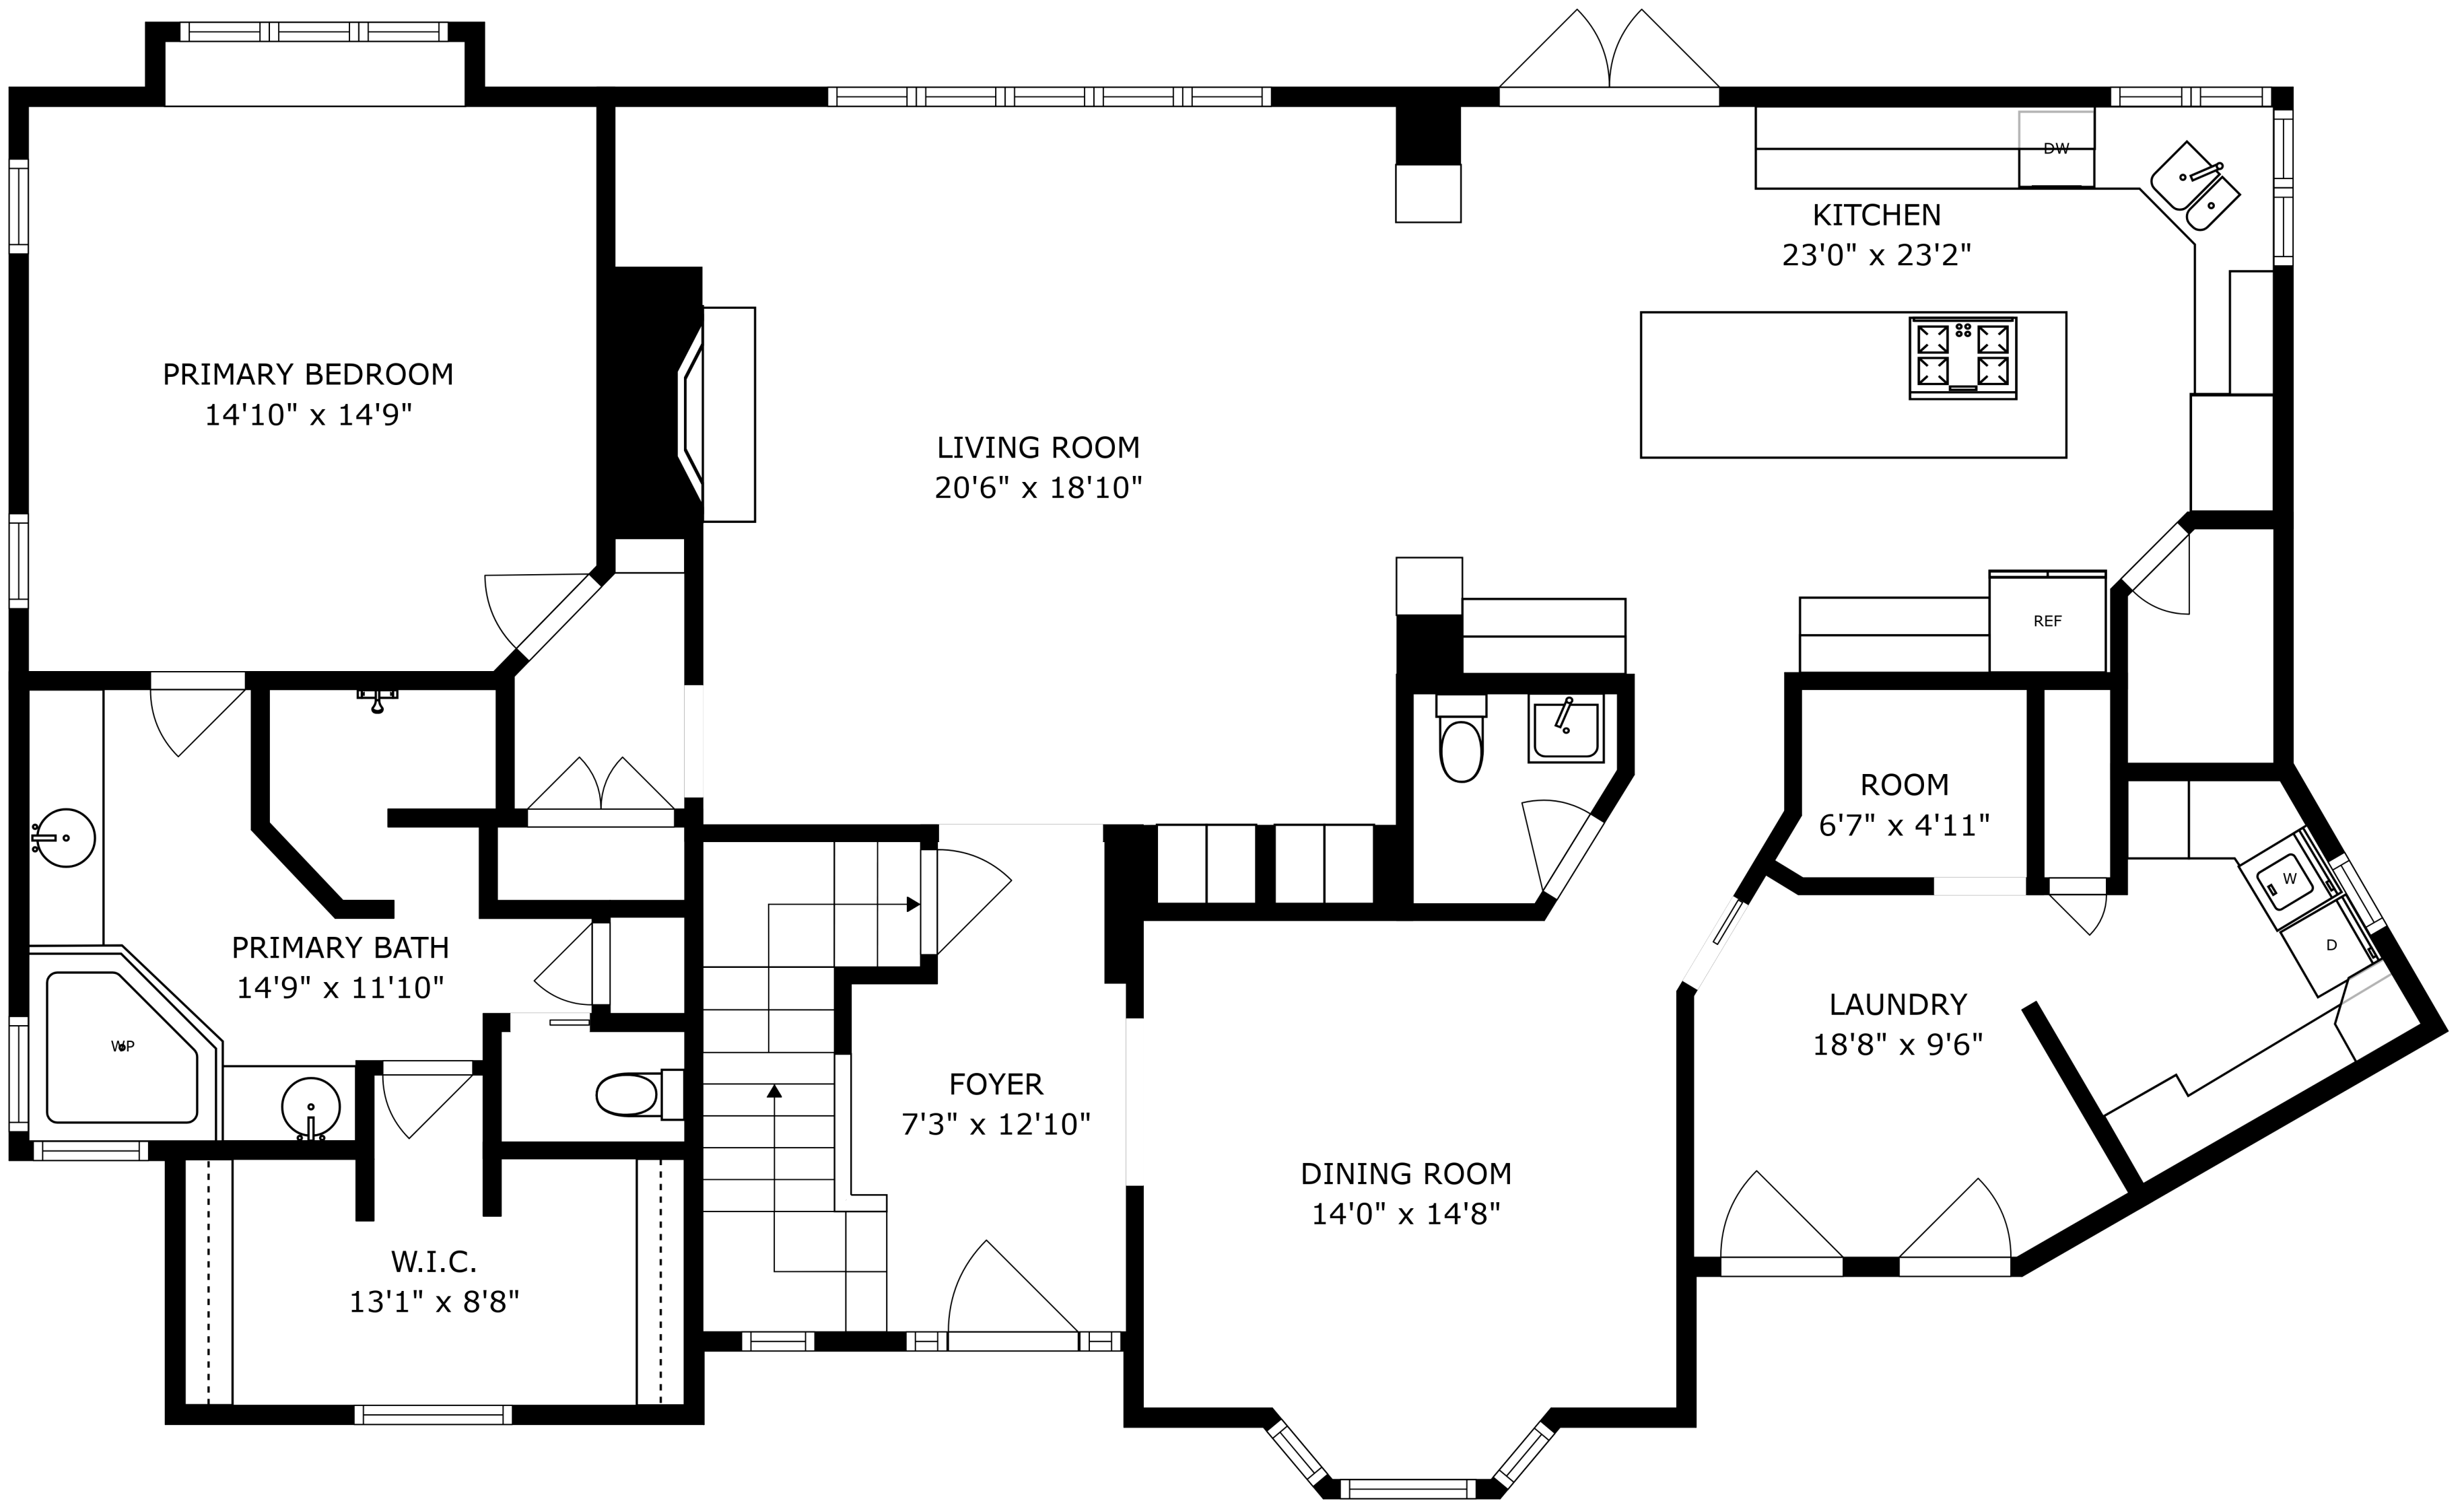 DW
KITCHEN
23'0" x 23'2"
PRIMARY BEDROOM
14'10" x 14'9"
LIVING ROOM
20'6" x 18'10"
REF
ROOM
6'7" x 4'11"
W
D
PRIMARY BATH
14'9" x 11'10"
WP
LAUNDRY
18'8" x 9'6"
FOYER
7'3" x 12'10"
DINING ROOM
14'0" x 14'8"
W.I.C.
13'1" x 8'8"